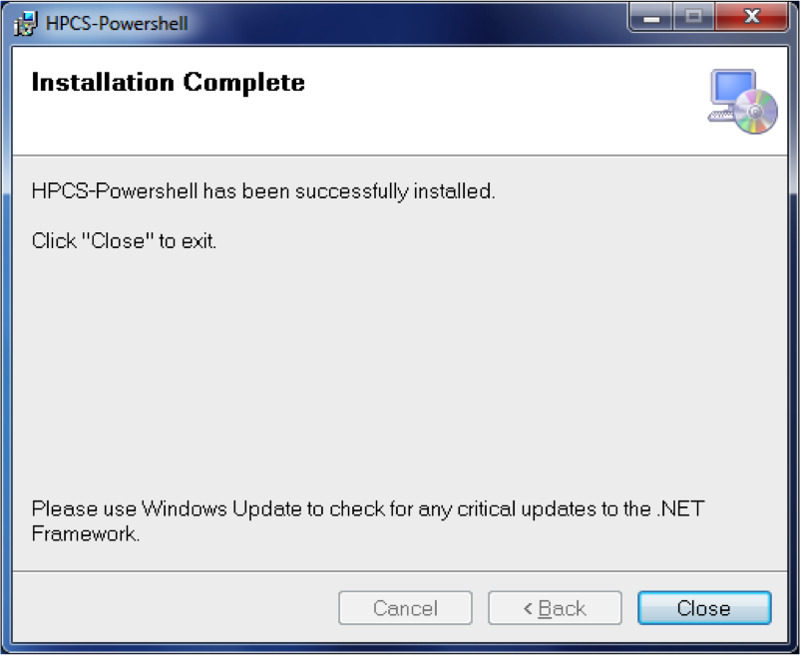 HPCS-Powershell
Installation Complete
HPCS-Powershell has been successfully installed.
Click "Close" to exit.
Please use Windows Update to check for any critical updates to the .NET
Framework.
Cancel
< Back
Close